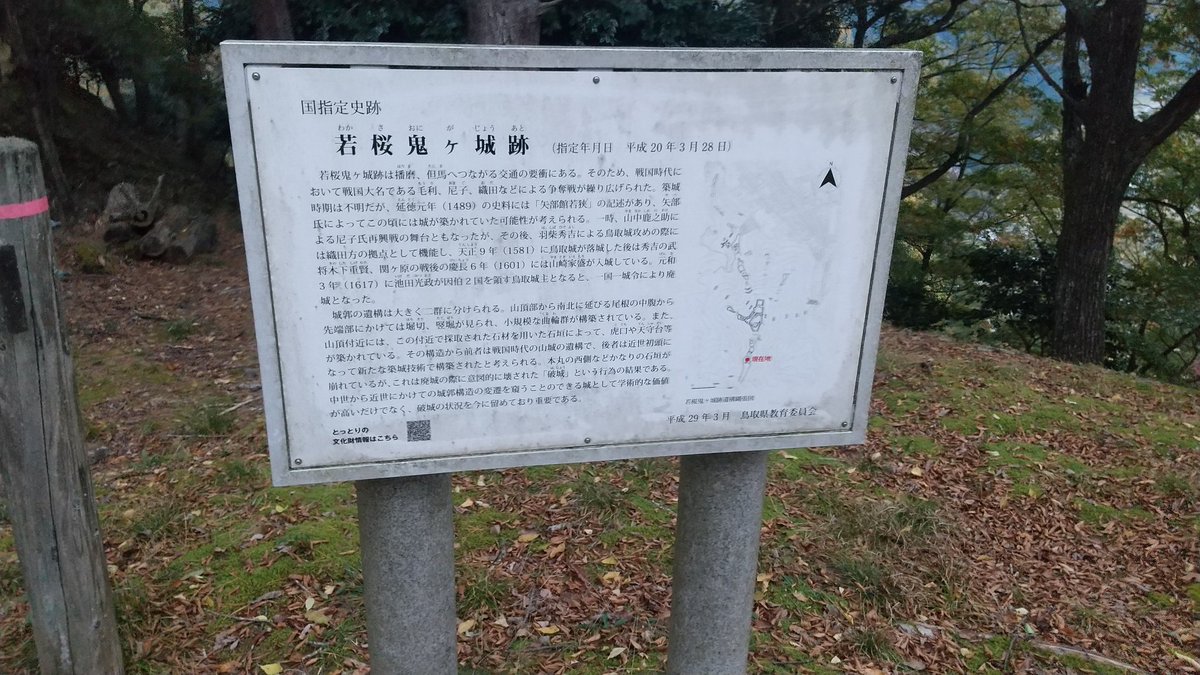 国指定史跡
若桜鬼ヶ城跡 (指定年月日 平成20年3月28日)
わか さ おに が じょう あと
若桜鬼ヶ城跡は播磨、但馬へつながる交通の要衝にある。そのため、戦国時代に
おいて戦国大名である毛利、尼子、織田などによる争奪戦が繰り広げられた。築城
時期は不明だが、延徳元年（1489）の史料には「矢部館若狭」の記述があり、矢部
氏によってこの頃には城が築かれていた可能性が考えられる。一時、山中鹿之助に
よる尼子氏再興戦の舞台ともなったが、その後、羽柴秀吉による鳥取城攻めの際に
は織田方の拠点として機能し、天正9年（1581）に鳥取城が落城した後は秀吉の武
将木下重賢、関ヶ原の戦後の慶長6年（1601）には山崎家盛が入城している。元和
3年（1617）に池田光政が因伯2国を領す鳥取城主となると、一国一城令により廃
城となった。
城郭の遺構は大きく二群に分けられる。山頂部から南北に延びる尾根の中腹から
先端部にかけては堀切、竪堀が見られ、小規模な曲輪群が構築されている。また、
山頂付近には、この付近で採取された石材を用いた石垣によって、虎口や天守台等
が築かれている。その構造から前者は戦国時代の山城の遺構で、後者は近世初頭に
なって新たな築城技術で構築されたと考えられる。本丸の西側などかなりの石垣が
崩れているが、これは廃城の際に意図的に壊された「破城」という行為の結果である。
中世から近世にかけての城郭構造の変遷を窺うことのできる城として学術的な価値
が高いだけでなく、破城の状況を今に留めており重要である。
とっとりの
文化財情報はこちら
N
現在地
若桜鬼ヶ城跡遺構縄張図
平成29年3月 鳥取県教育委員会